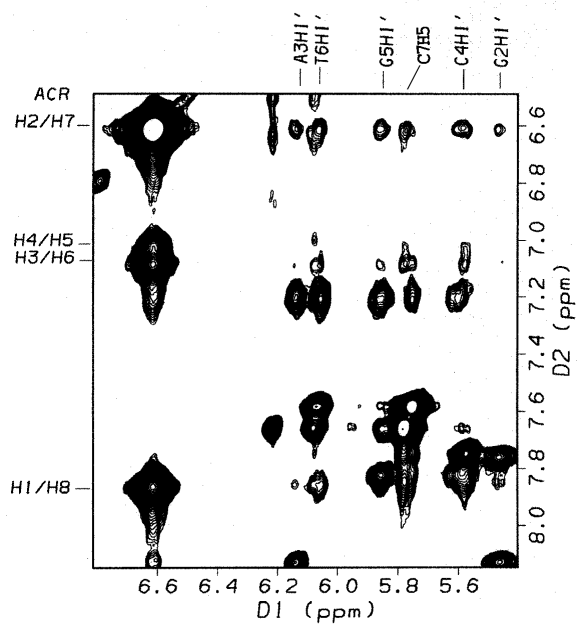 A3H1' T6H1' G5H1' C7H5 C4H1' G2H1'
ACR
H2/H7
H4/H5
H3/H6
H1/H8
6.6
6.8
7.0
7.2
7.4
7.6
7.8
8.0
D2 (ppm)
6.6 6.4 6.2 6.0 5.8 5.6
D1 (ppm)